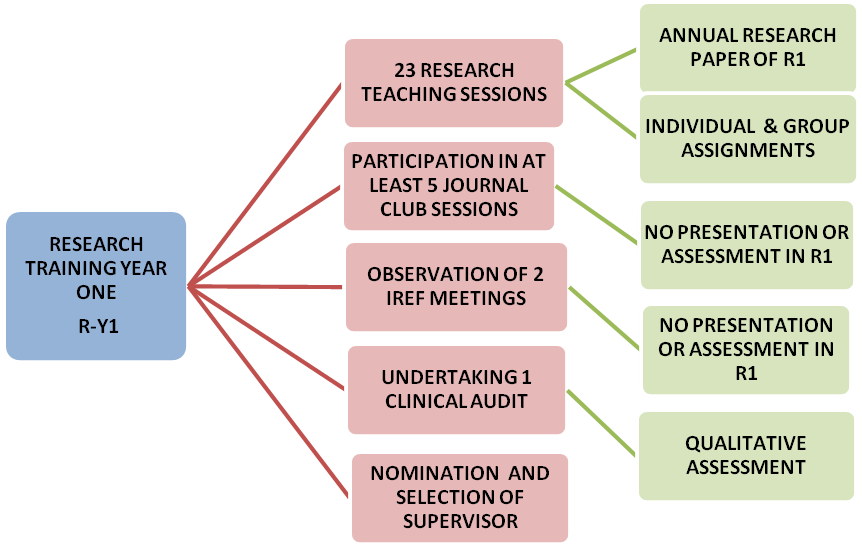 RESEARCH
TRAINING YEAR
ONE
R-Y1
23 RESEARCH
TEACHING SESSIONS
PARTICIPATION IN AT
LEAST 5 JOURNAL
CLUB SESSIONS
OBSERVATION OF 2
IREF MEETINGS
UNDERTAKING 1
CLINICAL AUDIT
NOMINATION AND
SELECTION OF
SUPERVISOR
ANNUAL RESEARCH
PAPER OF R1
INDIVIDUAL & GROUP
ASSIGNMENTS
NO PRESENTATION OR
ASSESSMENT IN R1
NO PRESENTATION
OR ASSESSMENT IN
R1
QUALITATIVE
ASSESSMENT